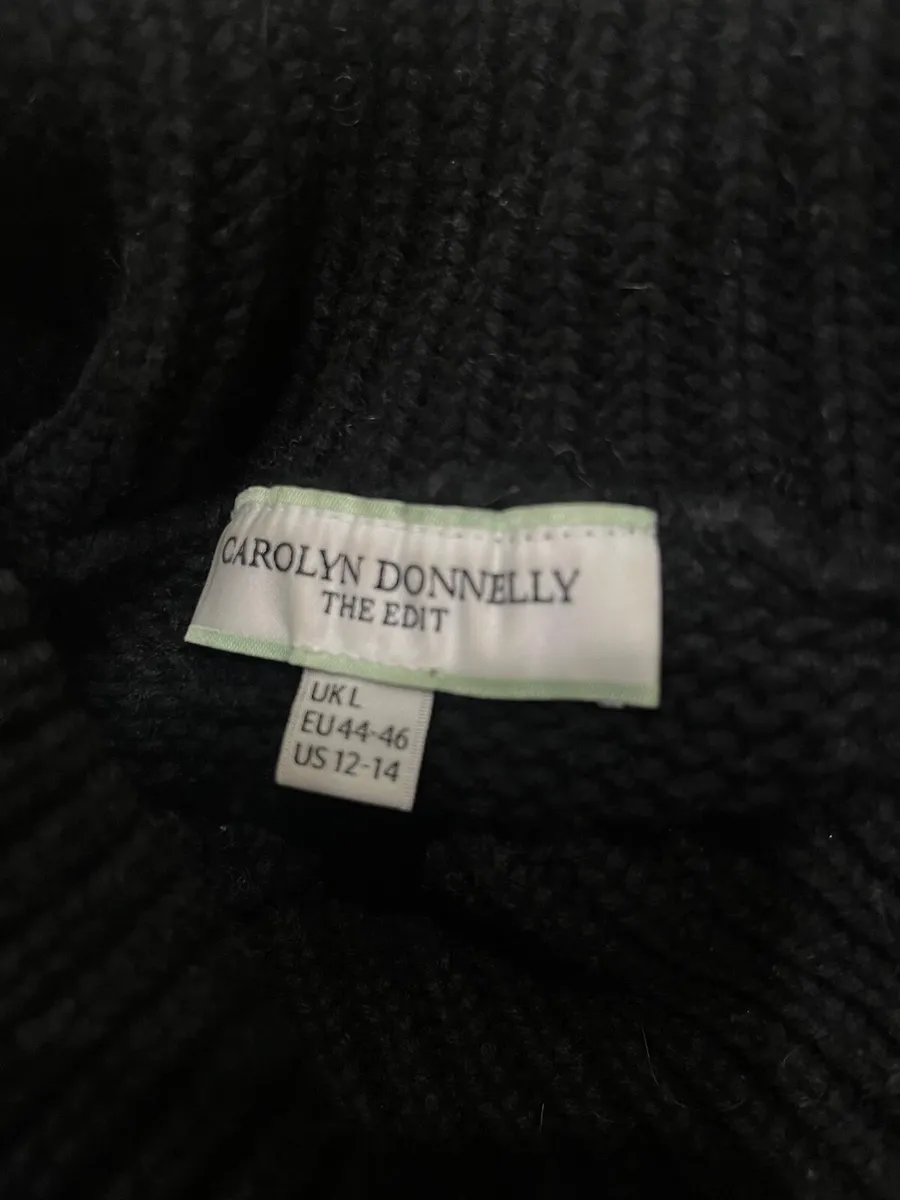 CAROLYN DONNELLY
THE EDIT
UK L
EU 44-46
US 12-14